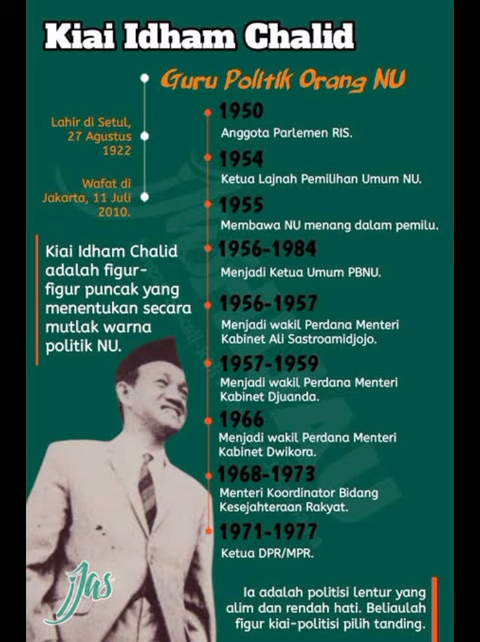 Kiai Idham Chalid
Guru Politik Orang NU
Lahir di Setul,
27 Agustus
1922
Wafat di
Jakarta, 11 Juli
2010.
Kiai Idham Chalid
adalah figur-
figur puncak yang
menentukan secara
mutlak warna
politik NU.
1950
Anggota Parlemen RIS.
1954
Ketua Lajnah Pemilihan Umum NU.
1955
Membawa NU menang dalam pemilu.
1956-1984
Menjadi Ketua Umum PBNU.
1956-1957
Menjadi wakil Perdana Menteri
Kabinet Ali Sastroamidjojo.
1957-1959
Menjadi wakil Perdana Menteri
Kabinet Djuanda.
1966
Menjadi wakil Perdana Menteri
Kabinet Dwikora.
1968-1973
Menteri Koordinator Bidang
Kesejahteraan Rakyat.
1971-1977
Ketua DPR/MPR.
jJas
Ia adalah politisi lentur yang
alim dan rendah hati. Beliaulah
figur kiai-politisi pilih tanding.